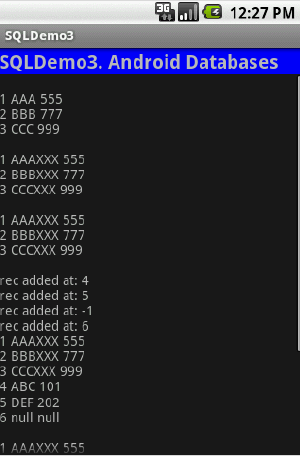 3G 12:27 PM
SQLDemo3
SQLDemo3. Android Databases
1 AAA 555
2 BBB 777
3 CCC 999
1 AAAXXX 555
2 BBBXXX 777
3 CCCXXX 999
1 AAAXXX 555
2 BBBXXX 777
3 CCCXXX 999
rec added at: 4
rec added at: 5
rec added at: -1
rec added at: 6
1 AAAXXX 555
2 BBBXXX 777
3 CCCXXX 999
4 ABC 101
5 DEF 202
6 null null
1 AAAXXX 555